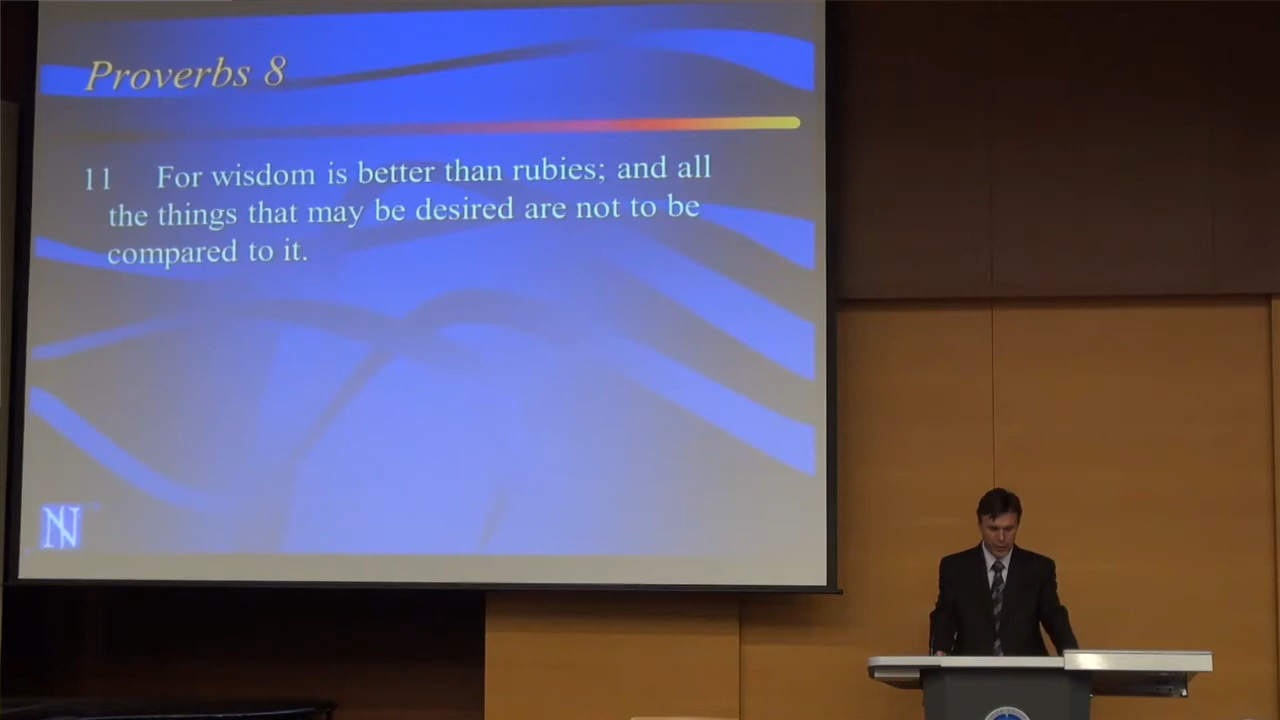 Proverbs 8
11 For wisdom is better than rubies; and all
the things that may be desired are not to be
compared to it.